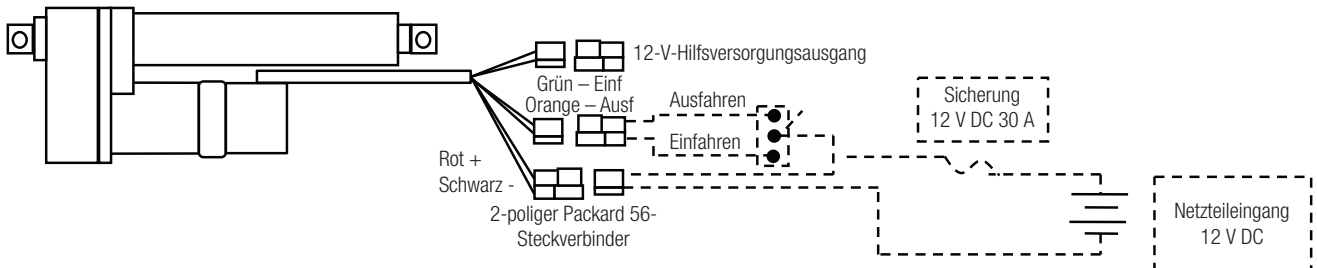 12-V-Hilfsversorgungsausgang
Grün – Einf
Orange – Ausf
Ausfahren
Einfahren
Sicherung
12 V DC 30 A
Rot +
Schwarz -
2-poliger Packard 56-
Steckverbinder
Netzteileingang
12 V DC